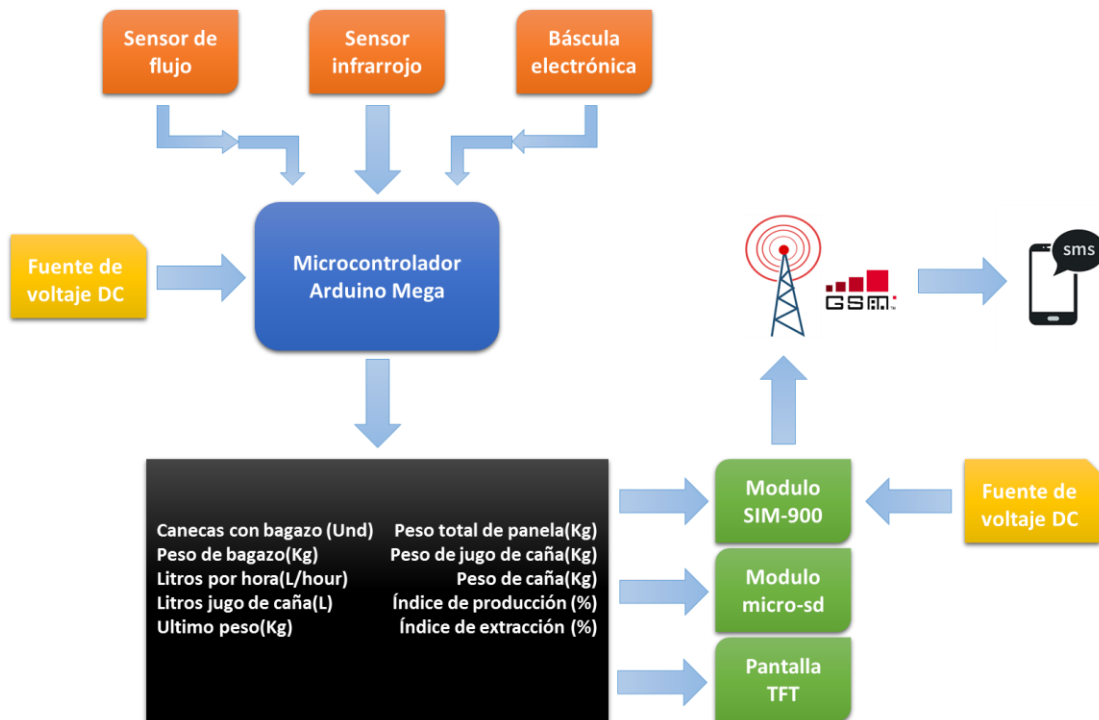 Sensor de
flujo
Sensor
infrarrojo
Báscula
electrónica
Fuente de
voltaje DC
Microcontrolador
Arduino Mega
GSM
sms
Canecas con bagazo (Und)
Peso de bagazo(Kg)
Litros por hora(L/hour)
Litros jugo de caña(L)
Ultimo peso(Kg)
Peso total de panela(Kg)
Peso de jugo de caña(Kg)
Peso de caña(Kg)
Índice de producción (%)
Índice de extracción (%)
Modulo
SIM-900
Fuente de
voltaje DC
Modulo
micro-sd
Pantalla
TFT